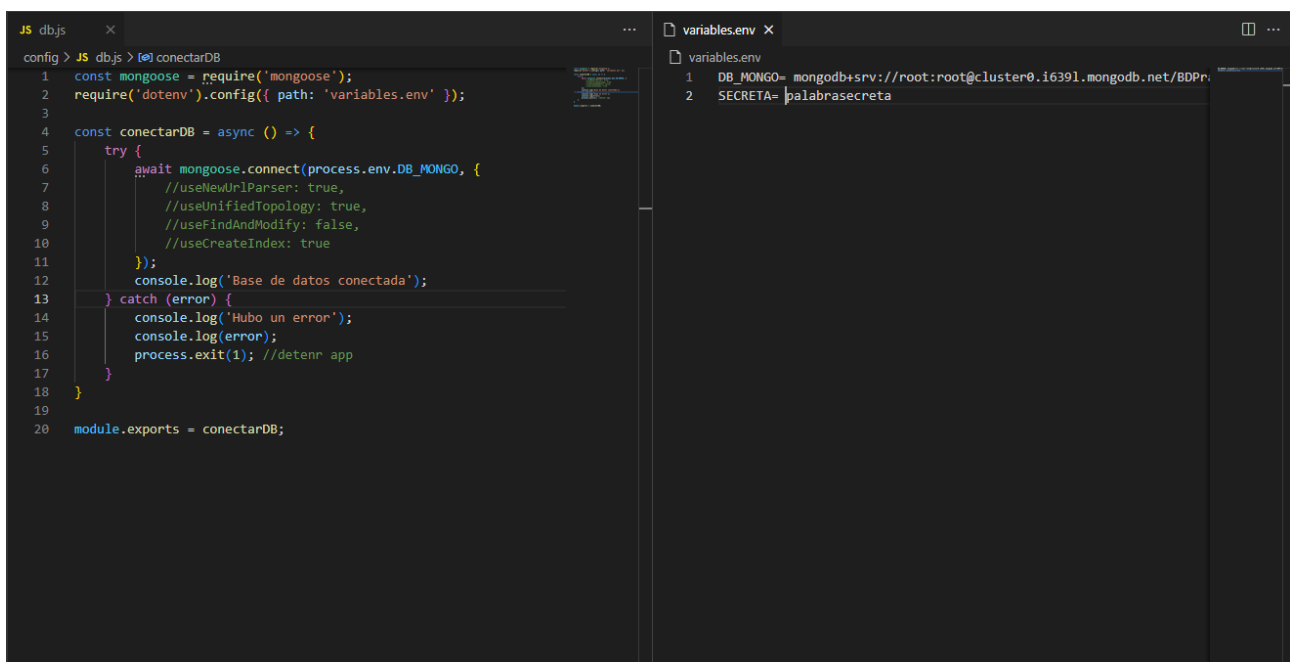 JS db.js ×
config > JS db.js > conectarDB
1 const mongoose = require('mongoose');
2 require('dotenv').config({ path: 'variables.env' });
3
4 const conectarDB = async () => {
5 try {
6 await mongoose.connect(process.env.DB_MONGO, {
7 //useNewUrlParser: true,
8 //useUnifiedTopology: true,
9 //useFindAndModify: false,
10 //useCreateIndex: true
11 });
12 console.log('Base de datos conectada');
13 } catch (error) {
14 console.log('Hubo un error');
15 console.log(error);
16 process.exit(1); //detenr app
17 }
18 }
19
20 module.exports = conectarDB;
variables.env ×
variables.env
1 DB_MONGO= mongodb+srv://root:root@cluster0.i639l.mongodb.net/BDPr
2 SECRETA= palabrasecreta